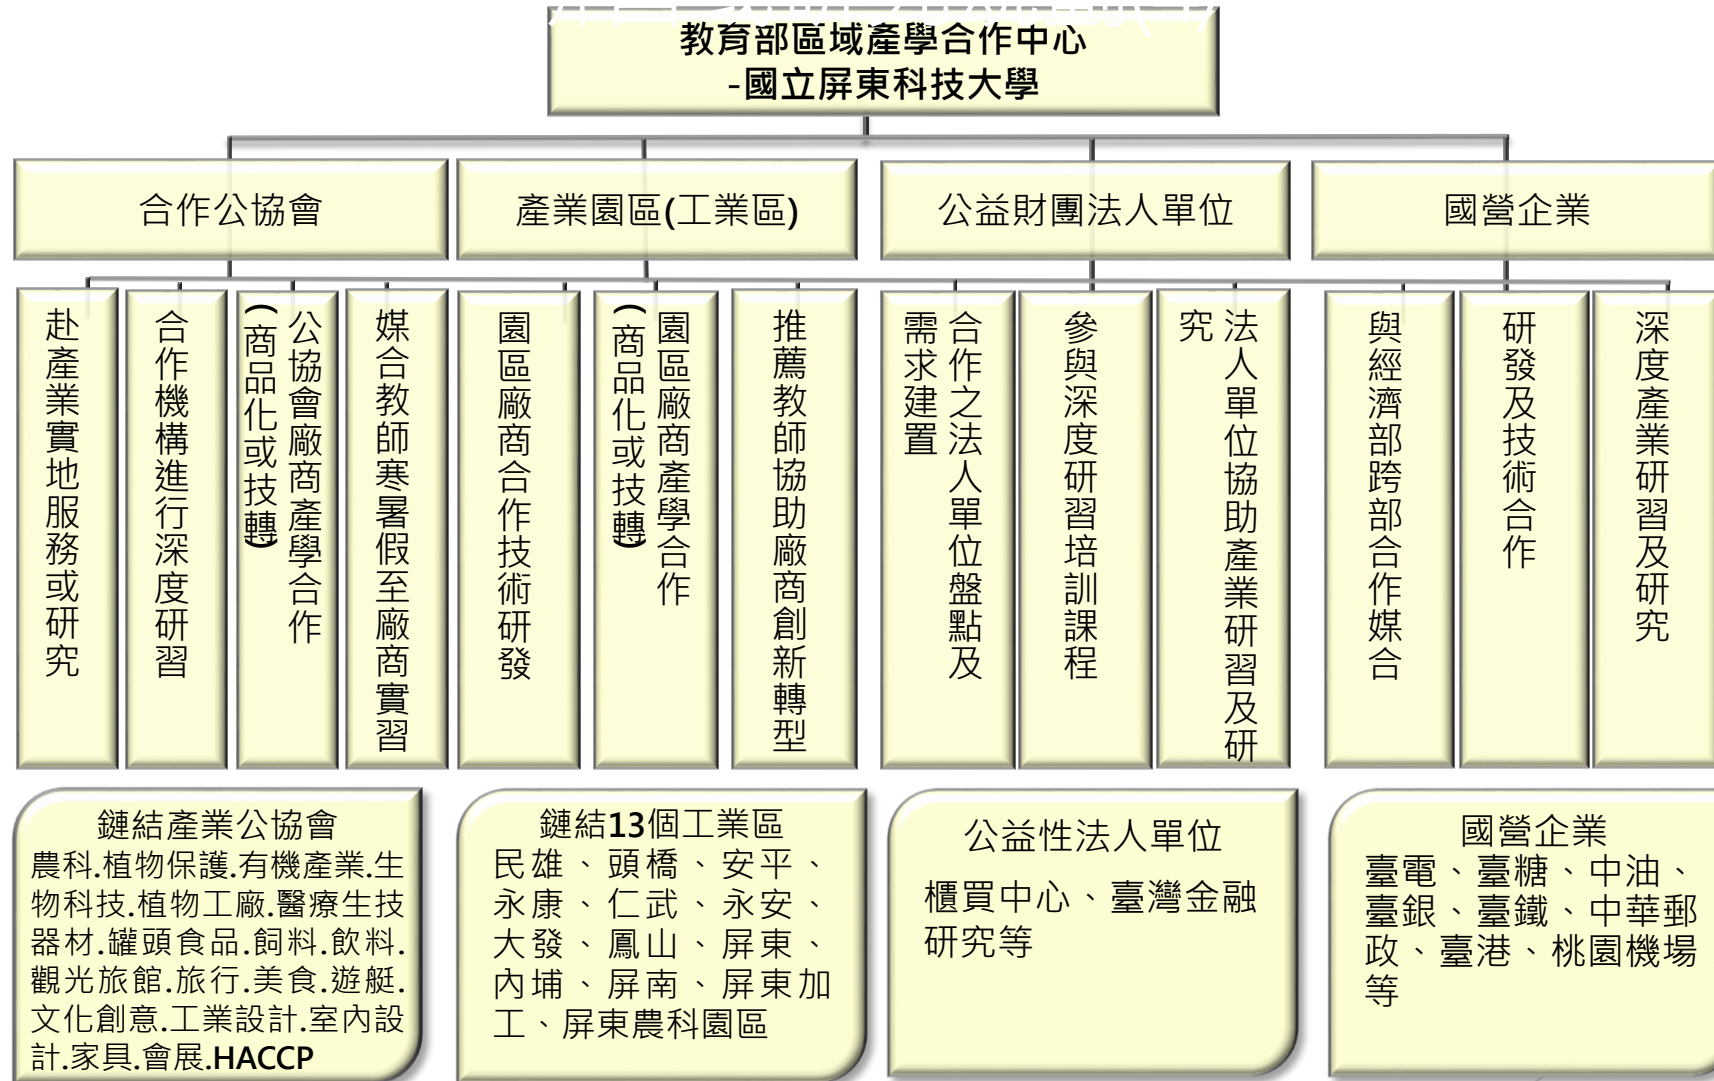 教育部區域產學合作中心
-國立屏東科技大學
合作公協會
產業園區(工業區)
公益財團法人單位
國營企業
赴產業實地服務或研究
合作機構進行深度研習
公協會廠商產學合作
(商品化或技轉)
媒合教師寒暑假至廠商實習
園區廠商合作技術研發
園區廠商產學合作
(商品化或技轉)
推薦教師協助廠商創新轉型
合作之法人單位盤點及
需求建置
參與深度研習培訓課程
法人單位協助產業研習及研
究
與經濟部跨部合作媒合
研發及技術合作
深度產業研習及研究
鏈結產業公協會
農科.植物保護.有機產業.生
物科技.植物工廠.醫療生技
器材.罐頭食品.飼料.飲料.
觀光旅館.旅行.美食.遊艇.
文化創意.工業設計.室內設
計.家具.會展.HACCP
鏈結13個工業區
民雄、頭橋、安平、
永康、仁武、永安、
大發、鳳山、屏東、
內埔、屏南、屏東加
工、屏東農科園區
公益性法人單位
櫃買中心、臺灣金融
研究等
國營企業
臺電、臺糖、中油、
臺銀、臺鐵、中華郵
政、臺港、桃園機場
等